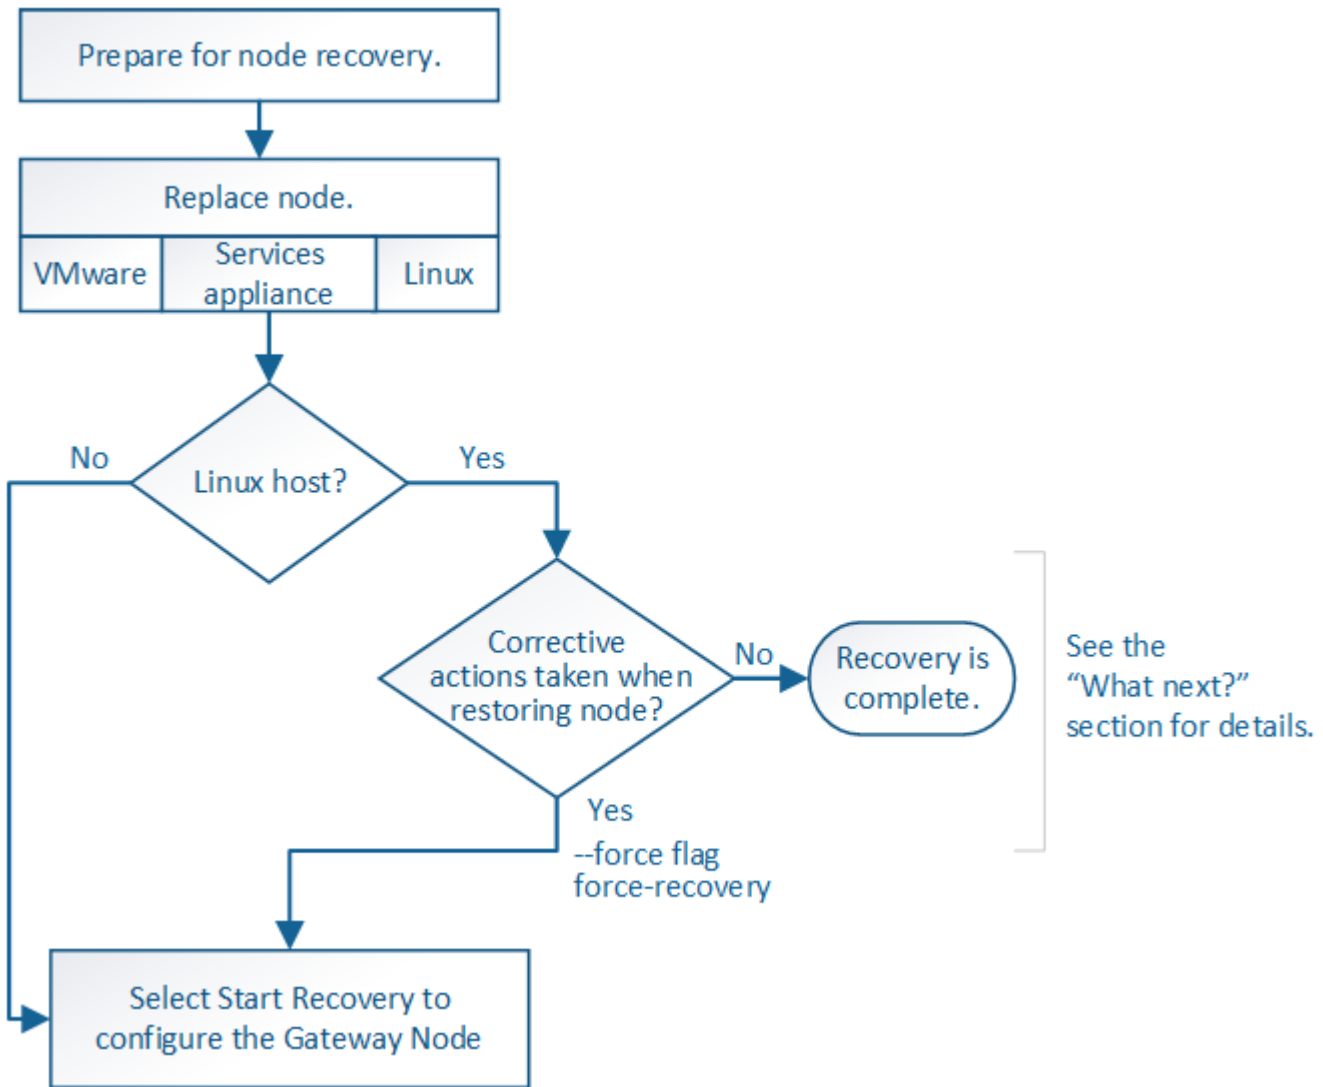 Prepare for node recovery.
Replace node.
VMware
Services
appliance
Linux
Linux host?
No
Yes
Corrective
actions taken when
restoring node?
No
Recovery is
complete.
See the
“What next?”
section for details.
Yes
--force flag
force-recovery
Select Start Recovery to
configure the Gateway Node